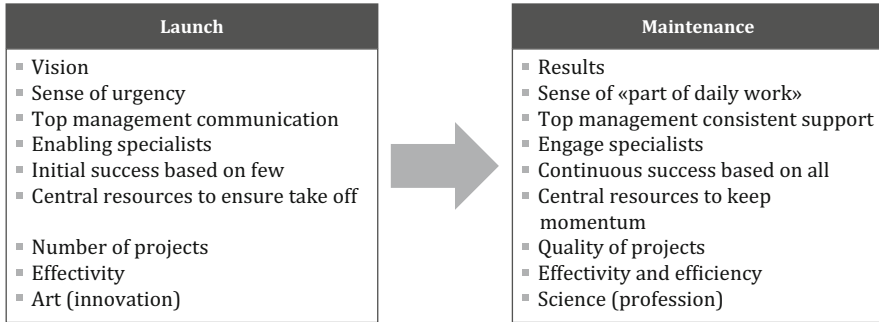 Launch
Vision
Sense of urgency
Top management communication
Enabling specialists
Initial success based on few
Central resources to ensure take off
Number of projects
Effectivity
Art (innovation)
Maintenance
Results
Sense of «part of daily work»
Top management consistent support
Engage specialists
Continuous success based on all
Central resources to keep
momentum
Quality of projects
Effectivity and efficiency
Science (profession)